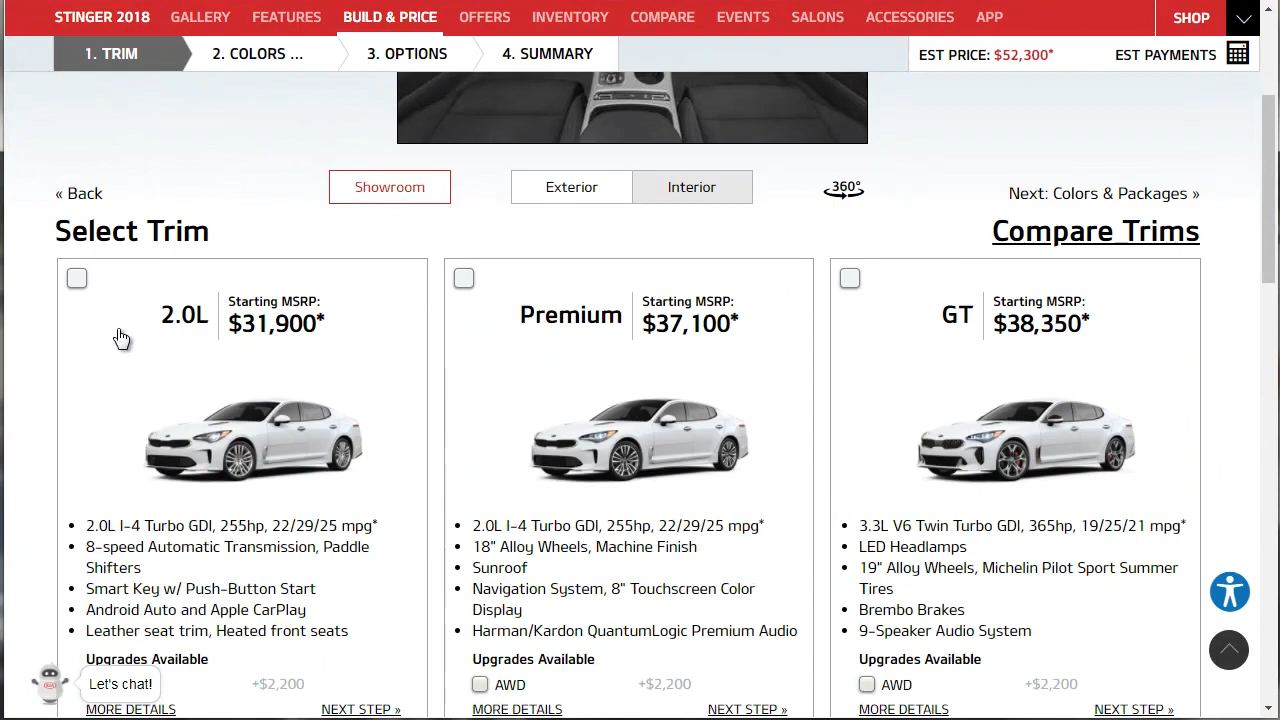 STINGER 2018 GALLERY FEATURES BUILD & PRICE OFFERS INVENTORY COMPARE EVENTS SALONS ACCESSORIES APP SHOP
1. TRIM 2. COLORS ... 3. OPTIONS 4. SUMMARY EST PRICE: $52,300* EST PAYMENTS
« Back Showroom Exterior Interior 360° Next: Colors & Packages »
Select Trim Compare Trims
2.0L
Starting MSRP:
$31,900*
2.0L I-4 Turbo GDI, 255hp, 22/29/25 mpg*
8-speed Automatic Transmission, Paddle
Shifters
Smart Key w/ Push-Button Start
Android Auto and Apple CarPlay
Leather seat trim, Heated front seats
Upgrades Available
+$2,200
MORE DETAILS NEXT STEP »
Premium
Starting MSRP:
$37,100*
2.0L I-4 Turbo GDI, 255hp, 22/29/25 mpg*
18" Alloy Wheels, Machine Finish
Sunroof
Navigation System, 8" Touchscreen Color
Display
Harman/Kardon QuantumLogic Premium Audio
Upgrades Available
AWD +$2,200
MORE DETAILS NEXT STEP »
GT
Starting MSRP:
$38,350*
3.3L V6 Twin Turbo GDI, 365hp, 19/25/21 mpg*
LED Headlamps
19" Alloy Wheels, Michelin Pilot Sport Summer
Tires
Brembo Brakes
9-Speaker Audio System
Upgrades Available
AWD +$2,200
MORE DETAILS NEXT STEP »
Let's chat!